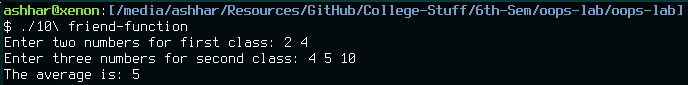 ashhar@xenon:[/media/ashhar/Resources/GitHub/College-Stuff/6th-Sem/oops-lab/oops-lab]
$ ./10\ friend-function
Enter two numbers for first class: 2 4
Enter three numbers for second class: 4 5 10
The average is: 5